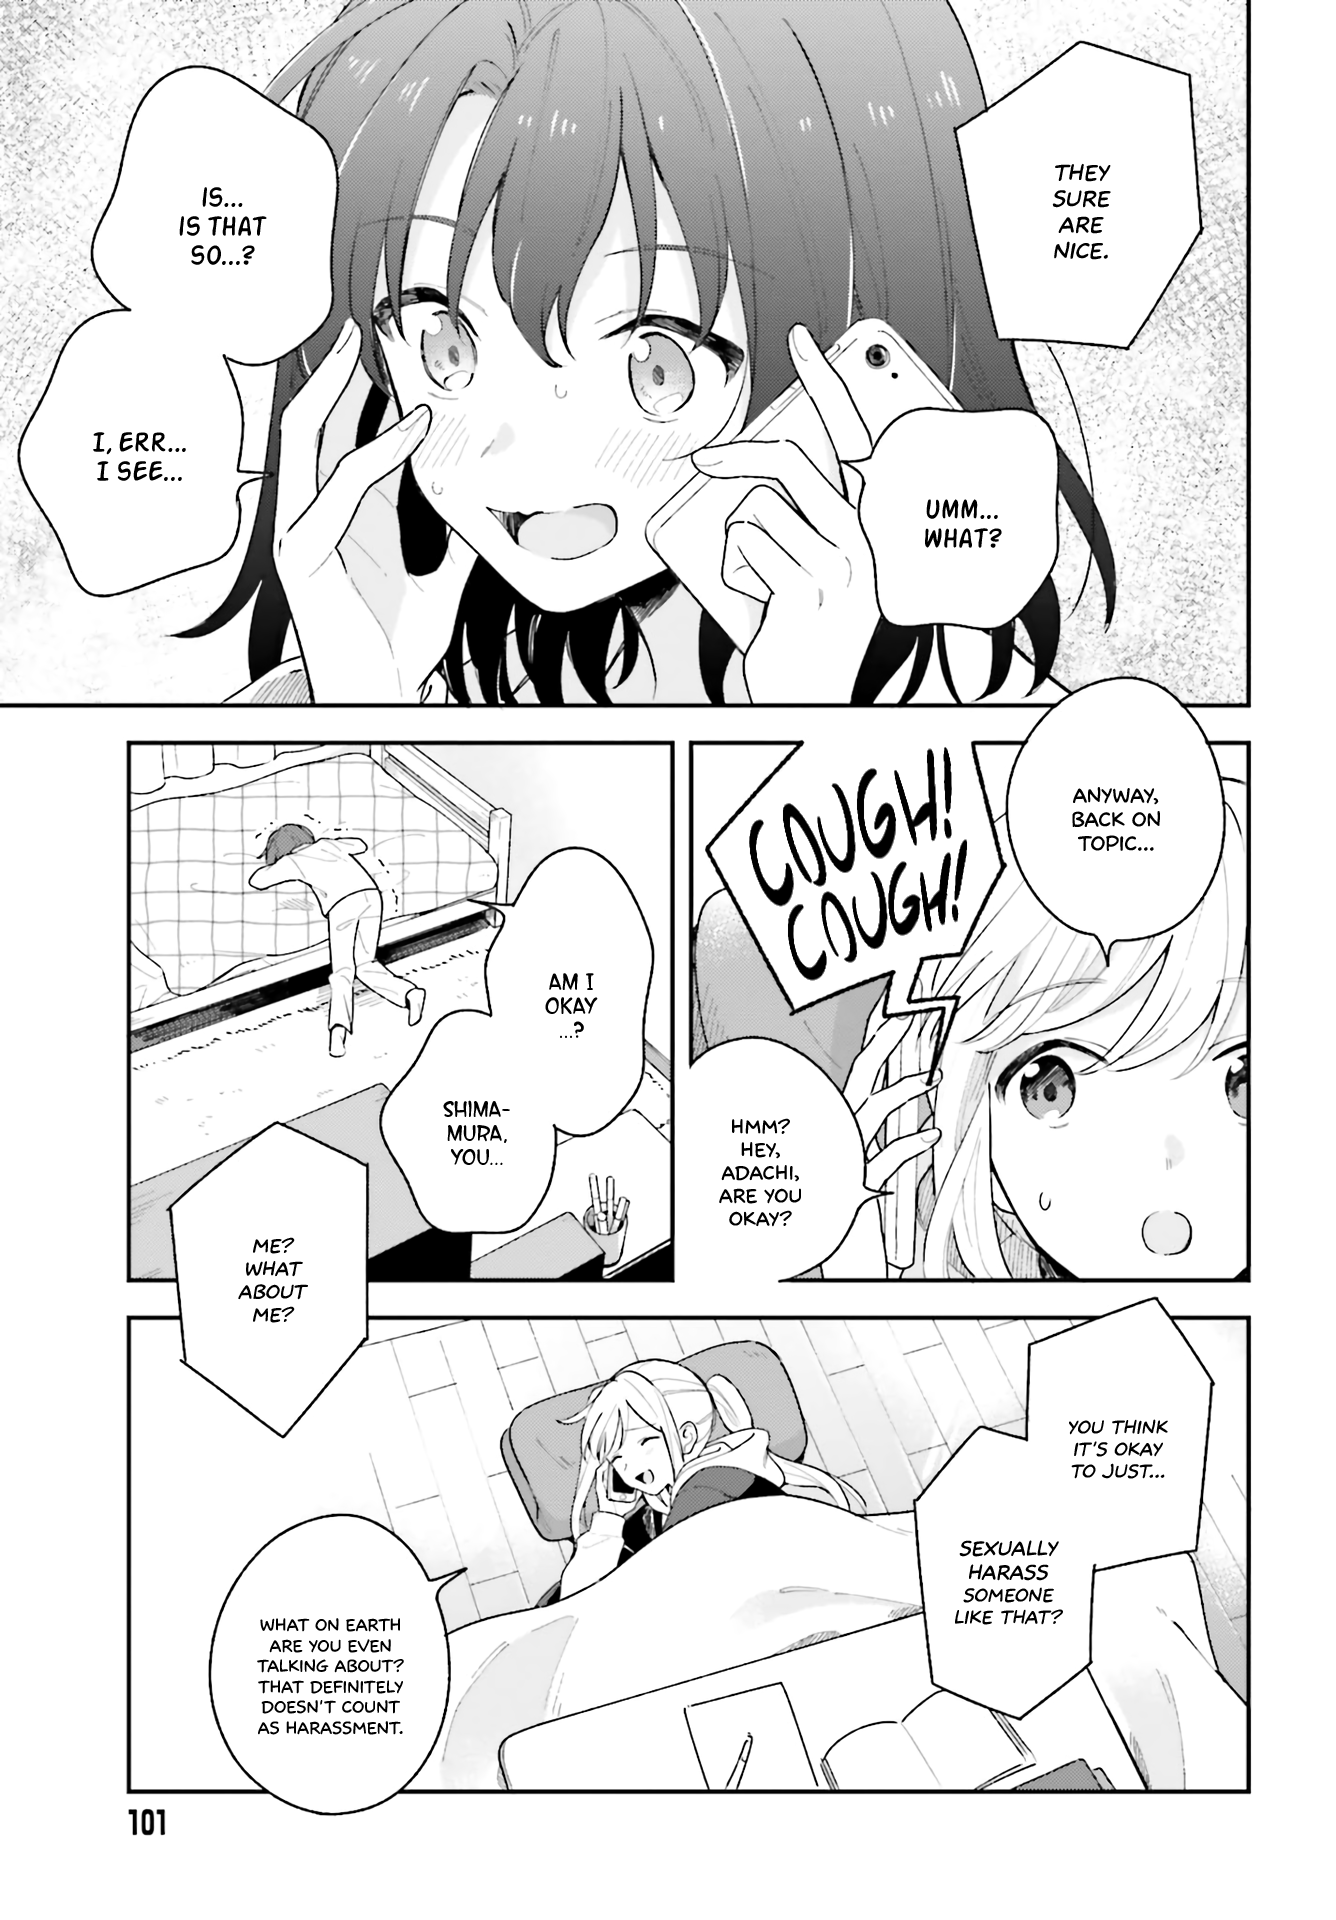 THEY
SURE
ARE
NICE.
UMM...
WHAT?
IS...
IS THAT
SO...?
I, ERR...
I SEE...
ANYWAY,
BACK ON
TOPIC...
COUGH!
COUGH!
HMM?
HEY,
ADACHI,
ARE YOU
OKAY?
AM I
OKAY
...?
SHIMA-
MURA,
YOU...
ME?
WHAT
ABOUT
ME?
YOU THINK
IT'S OKAY
TO JUST...
SEXUALLY
HARASS
SOMEONE
LIKE THAT?
WHAT ON EARTH
ARE YOU EVEN
TALKING ABOUT?
THAT DEFINITELY
DOESN'T COUNT
AS HARASSMENT.
101